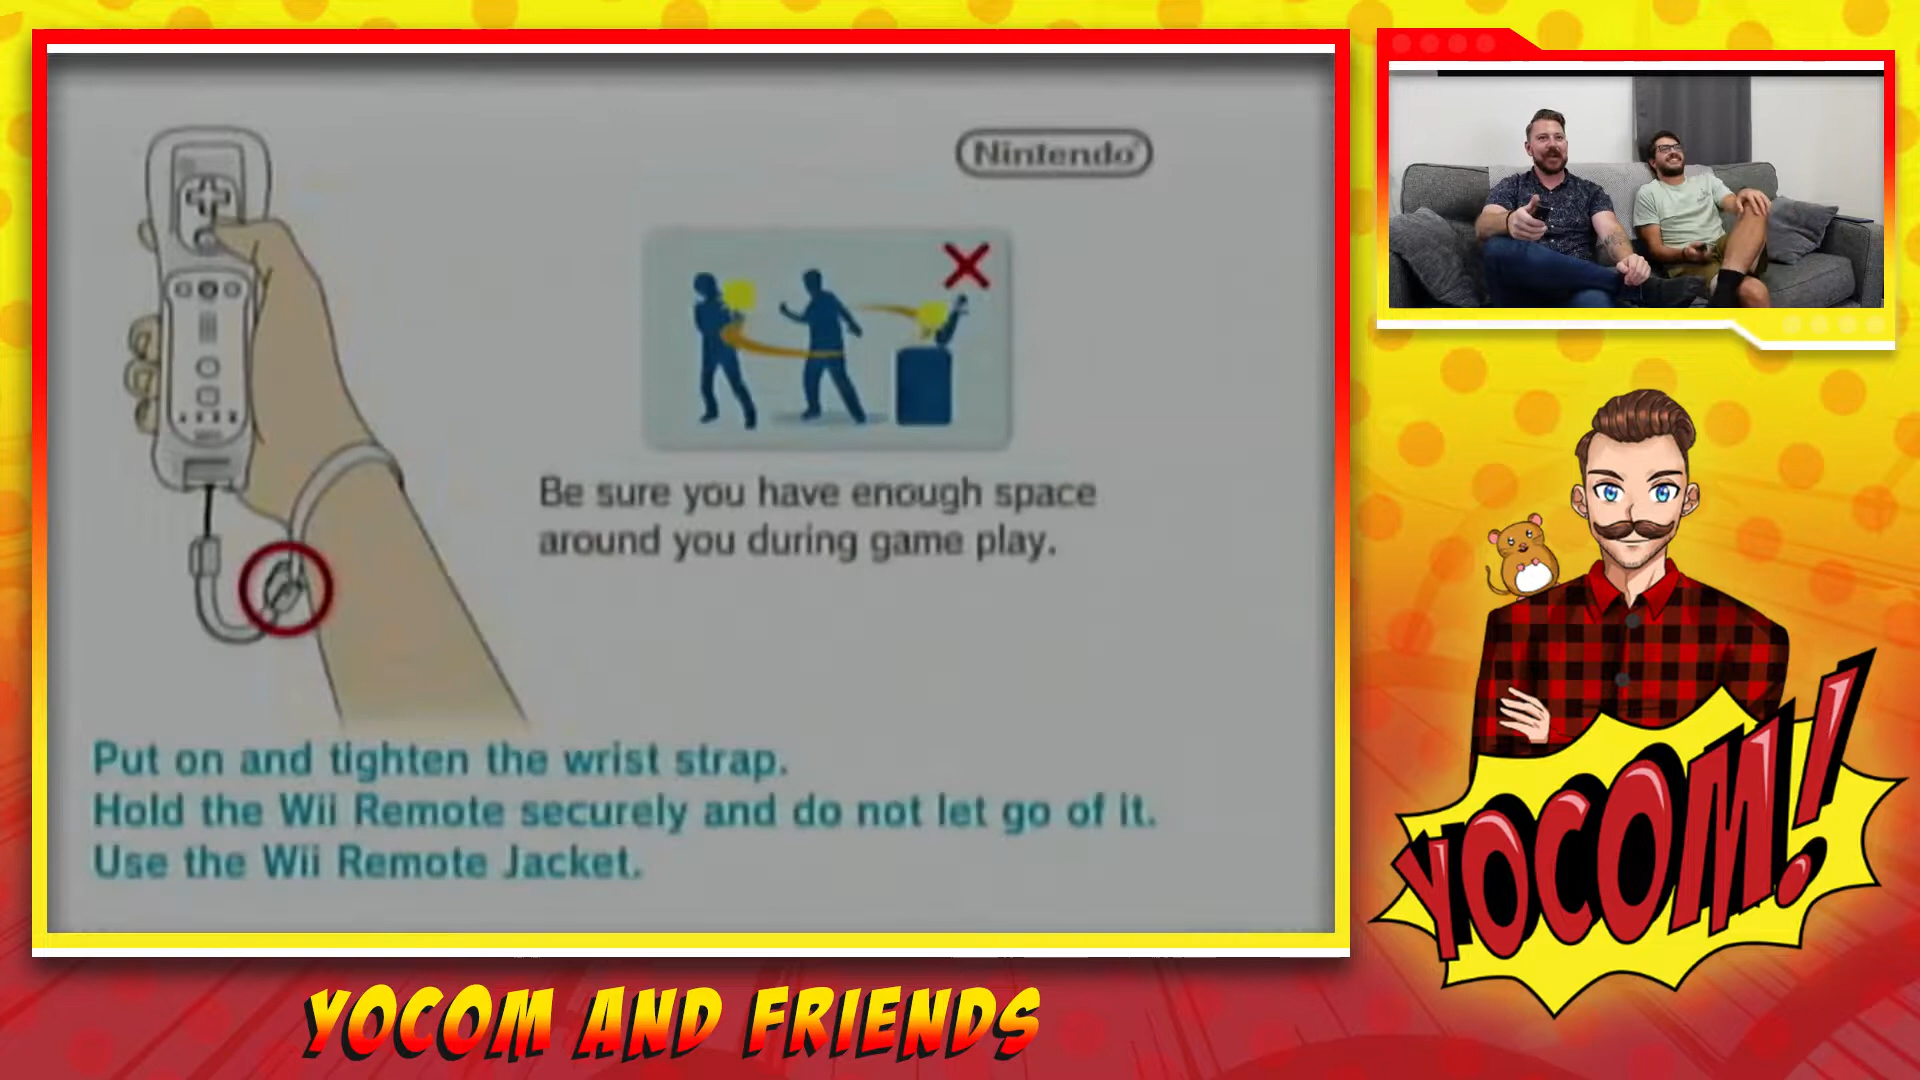 Nintendo
Be sure you have enough space
around you during game play.
Put on and tighten the wrist strap.
Hold the Wii Remote securely and do not let go of it.
Use the Wii Remote Jacket.
YOCOM!
YOCOM AND FRIENDS